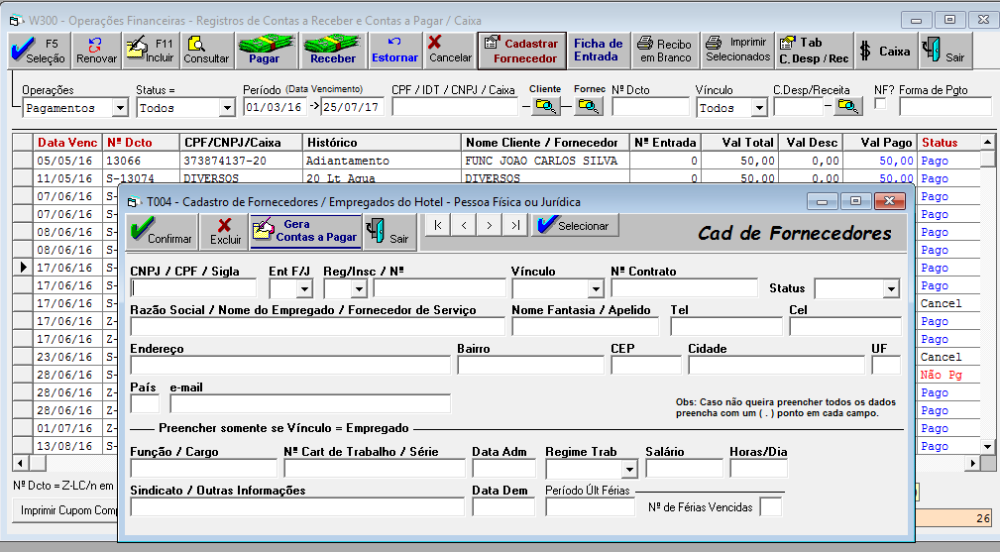 W300 - Operações Financeiras - Registros de Contas a Receber e Contas a Pagar / Caixa
F5 Seleção Renovar F11 Incluir Consultar Pagar Receber Estornar Cancelar Cadastrar Fornecedor Ficha de Entrada Recibo em Branco Imprimir Selecionados Tab C. Desp / Rec $ Caixa Sair
Operações Status = Período (Data Vencimento) CPF / IDT / CNPJ / Caixa Cliente Fornec Nº Dcto Vínculo C.Desp/Receita NF? Forma de Pgto
Pagamentos Todos 01/03/16 -> 25/07/17 Todos
Data Venc Nº Dcto CPF/CNPJ/Caixa Histórico Nome Cliente / Fornecedor Nº Entrada Val Total Val Desc Val Pago Status
05/05/16 13066 373874137-20 Adiantamento FUNC JOAO CARLOS SILVA 0 50,00 0,00 50,00 Pago
11/05/16 S-13074 DIVERSOS 20 Lt Agua DIVERSOS 0 50,00 0,00 50,00 Pago
07/06/16 S- Pago
07/06/16 S- Pago
07/06/16 S- Pago
08/06/16 S- Pago
17/06/16 S- Pago
17/06/16 S- Pago
17/06/16 S- Cancel
17/06/16 Z- Pago
17/06/16 Z- Pago
23/06/16 S- Cancel
28/06/16 S- Não Pg
28/06/16 Z- Pago
28/06/16 Z- Pago
01/07/16 Z- Pago
13/08/16 S- Pago
Nº Dcto = Z-LC/n em
Imprimir Cupom Comp
26
T004 - Cadastro de Fornecedores / Empregados do Hotel - Pessoa Física ou Jurídica
Confirmar Excluir Gera Contas a Pagar Sair |< < > >| Selecionar
Cad de Fornecedores
CNPJ / CPF / Sigla Ent F/J Reg/Insc / Nº Vínculo Nº Contrato
Status
Razão Social / Nome do Empregado / Fornecedor de Serviço Nome Fantasia / Apelido Tel Cel
Endereço Bairro CEP Cidade UF
País e-mail
Obs: Caso não queira preencher todos os dados
preencha com um ( . ) ponto em cada campo.
Preencher somente se Vínculo = Empregado
Função / Cargo Nº Cart de Trabalho / Série Data Adm Regime Trab Salário Horas/Dia
Sindicato / Outras Informações Data Dem Período Últ Férias
Nº de Férias Vencidas